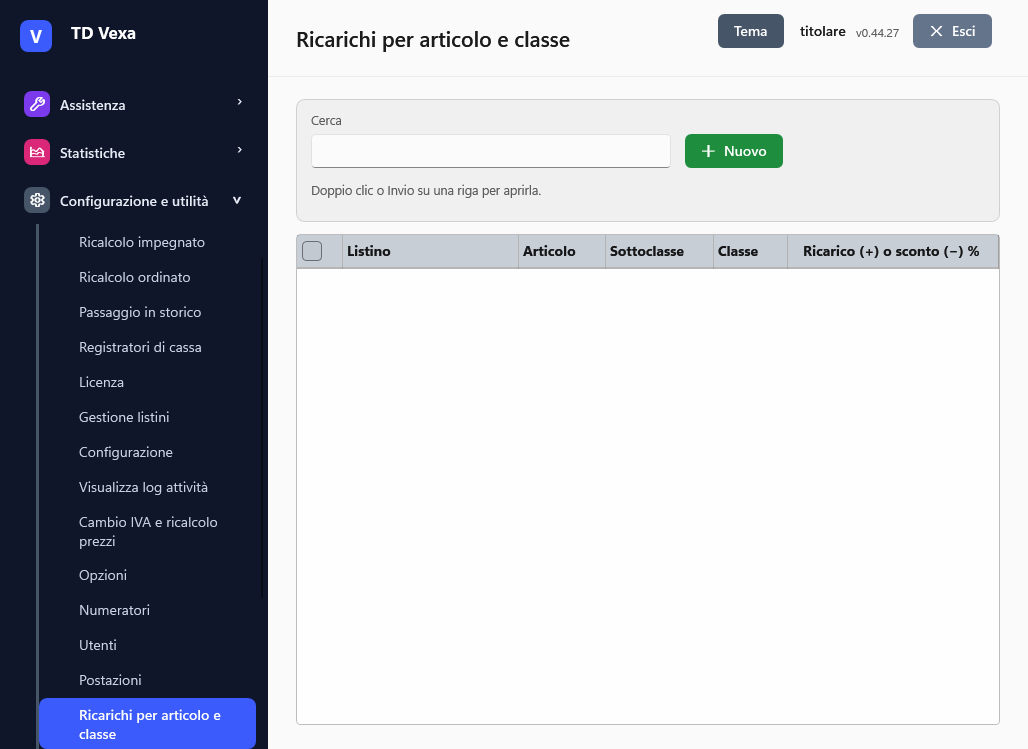 V
TD Vexa
Assistenza
Statistiche
Configurazione e utilità
Ricalcolo impegnato
Ricalcolo ordinato
Passaggio in storico
Registratori di cassa
Licenza
Gestione listini
Configurazione
Visualizza log attività
Cambio IVA e ricalcolo
prezzi
Opzioni
Numeratori
Utenti
Postazioni
Ricarichi per articolo e
classe
Ricarichi per articolo e classe
Tema
titolare v0.44.27
Esci
Cerca
Nuovo
Doppio clic o Invio su una riga per aprirla.
Listino Articolo Sottoclasse Classe Ricarico (+) o sconto (−) %